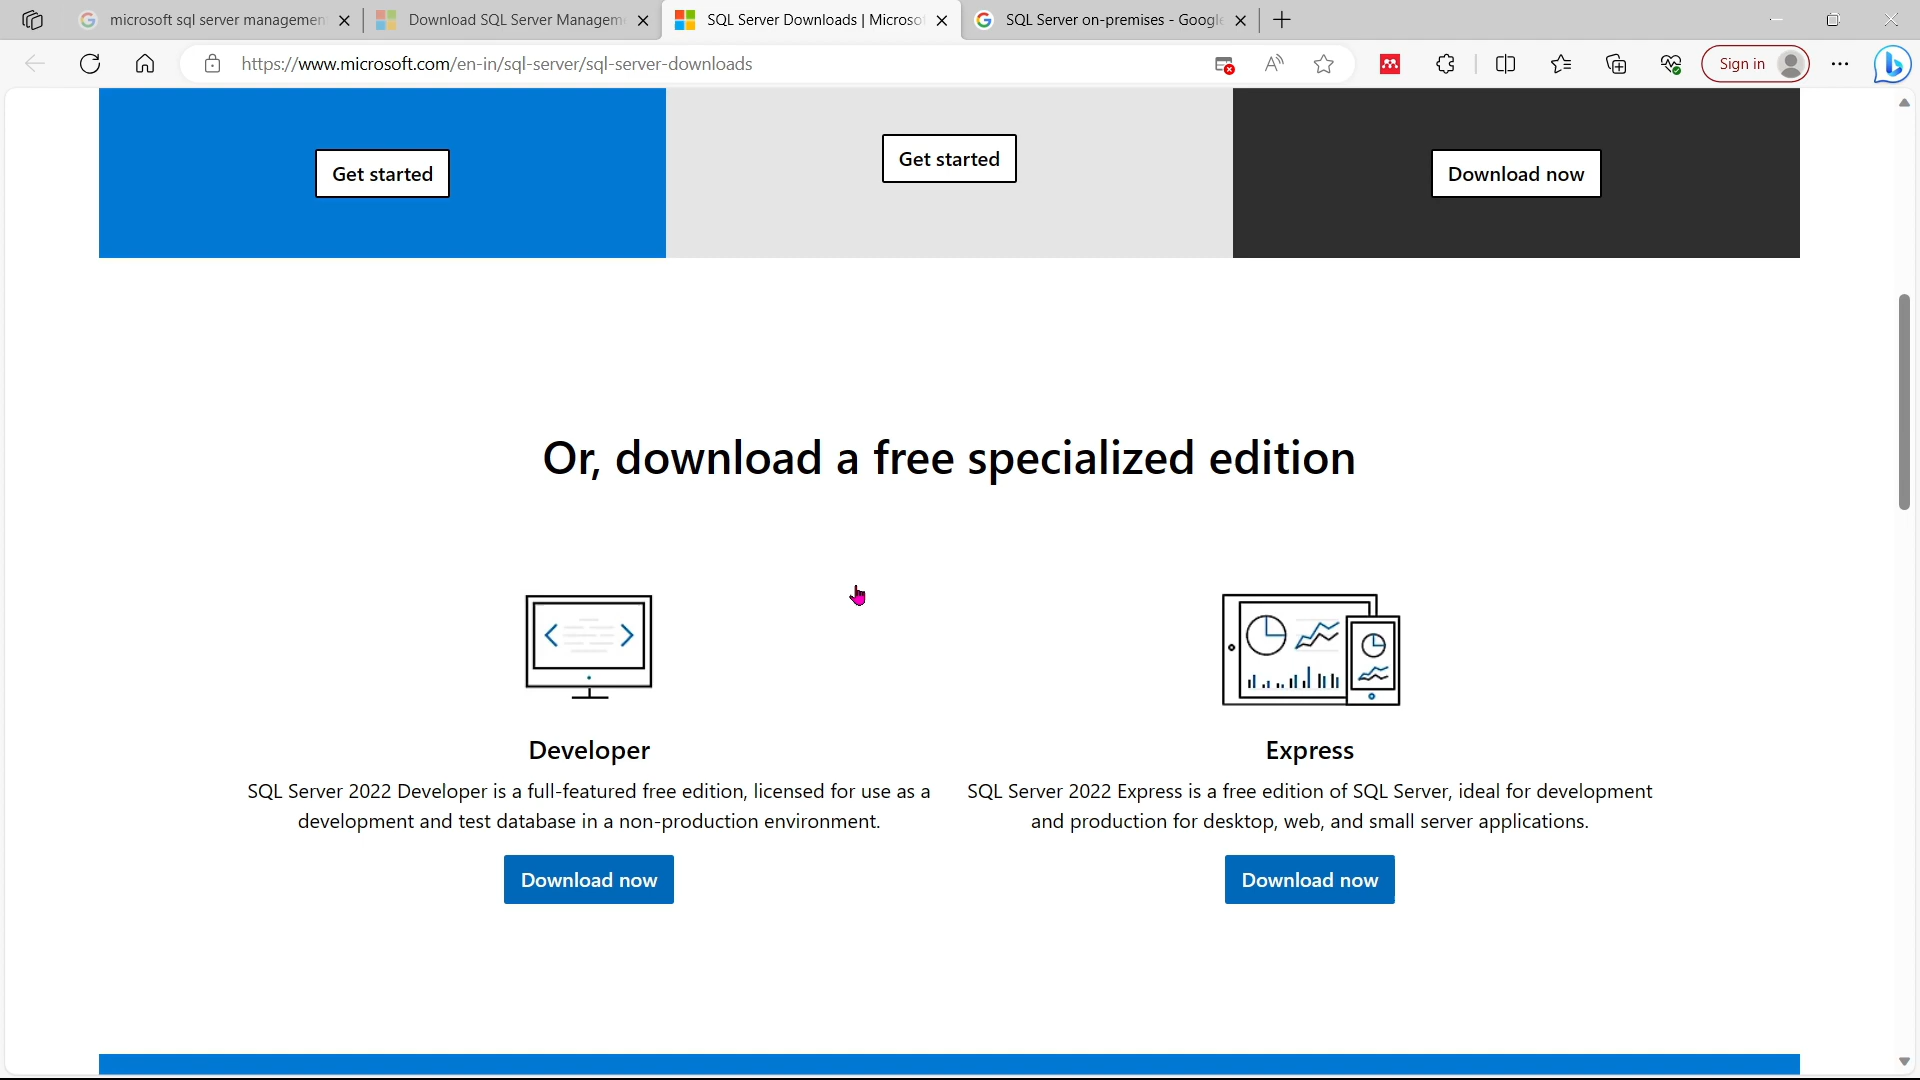 microsoft sql server managemen
Download SQL Server Managem
SQL Server Downloads | Microso
SQL Server on-premises - Google
https://www.microsoft.com/en-in/sql-server/sql-server-downloads
Sign in
Get started
Get started
Download now
Or, download a free specialized edition
Developer
SQL Server 2022 Developer is a full-featured free edition, licensed for use as a
development and test database in a non-production environment.
Download now
Express
SQL Server 2022 Express is a free edition of SQL Server, ideal for development
and production for desktop, web, and small server applications.
Download now